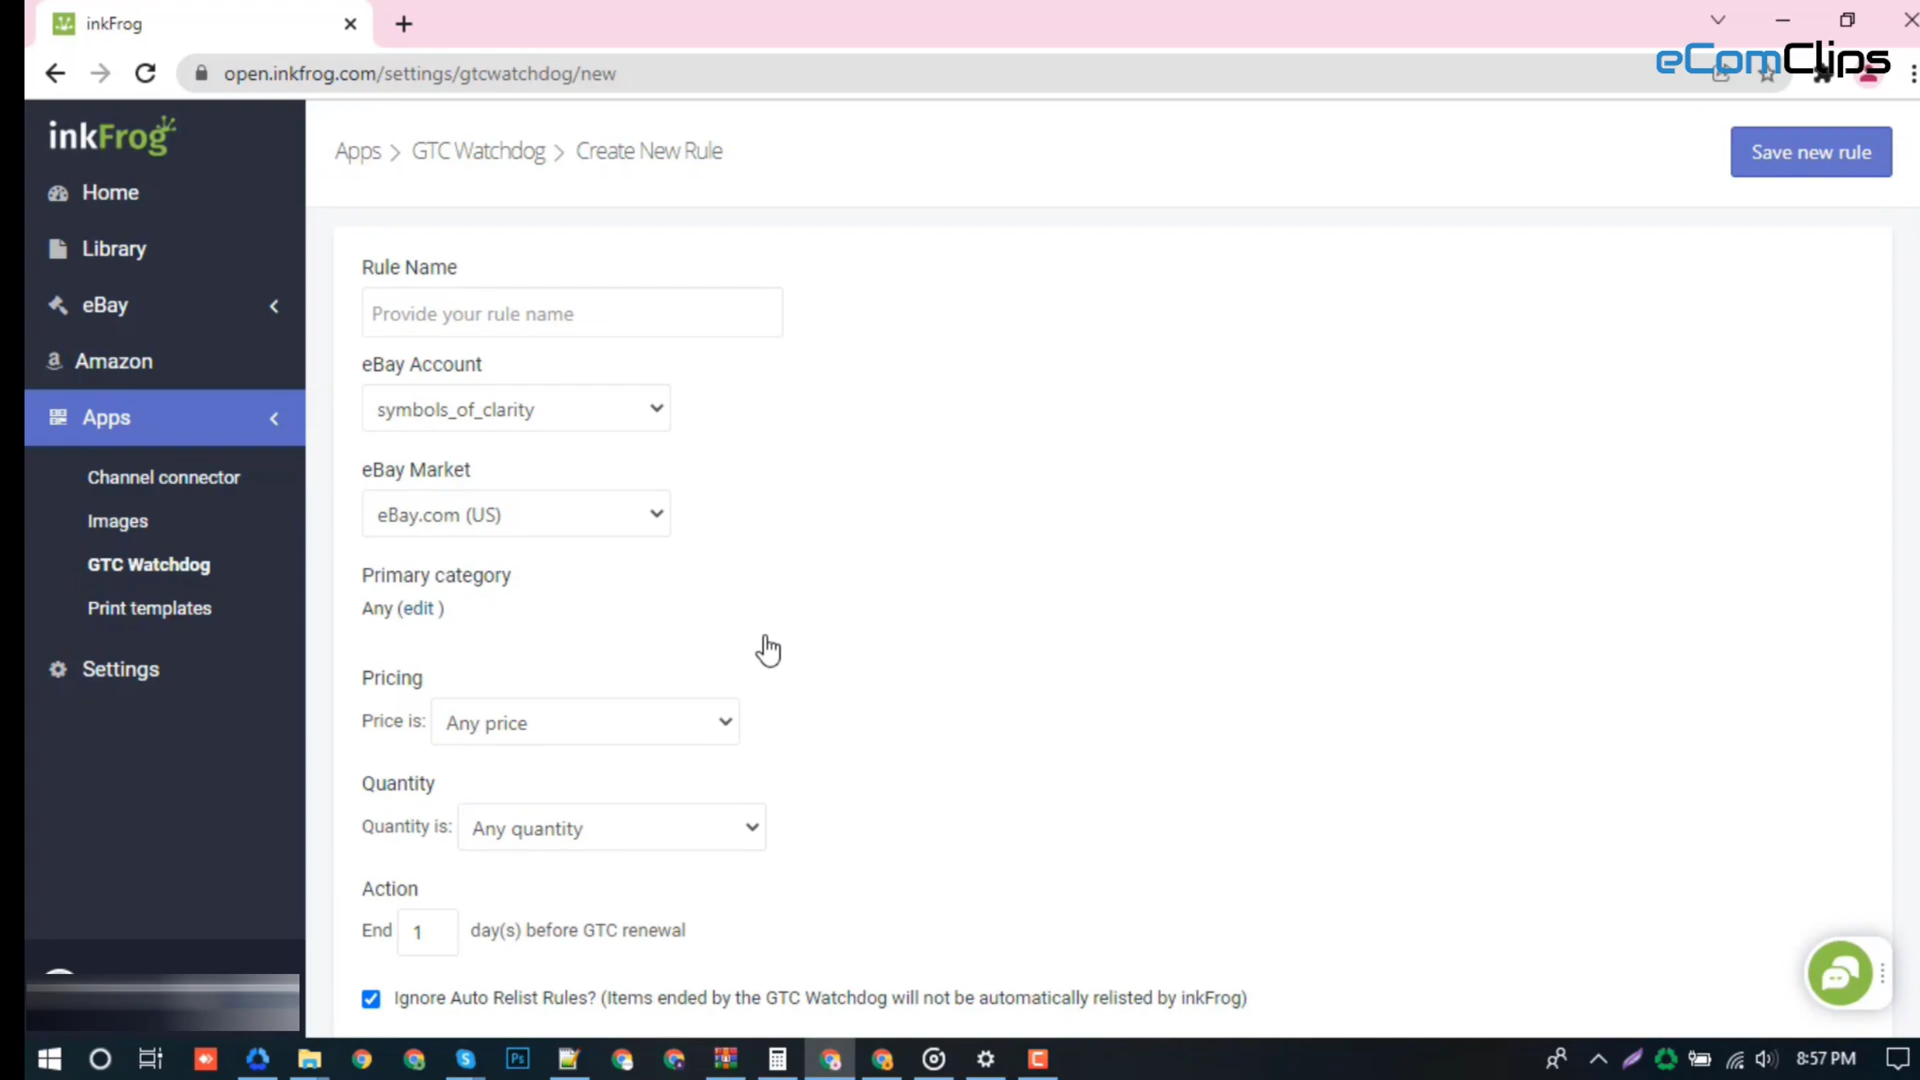 inkFrog
open.inkfrog.com/settings/gtcwatchdog/new
eComClips
inkFrog
Home
Library
eBay
Amazon
Apps
Channel connector
Images
GTC Watchdog
Print templates
Settings
Apps > GTC Watchdog > Create New Rule
Save new rule
Rule Name
Provide your rule name
eBay Account
symbols_of_clarity
eBay Market
eBay.com (US)
Primary category
Any (edit )
Pricing
Price is: Any price
Quantity
Quantity is: Any quantity
Action
End 1 day(s) before GTC renewal
Ignore Auto Relist Rules? (Items ended by the GTC Watchdog will not be automatically relisted by inkFrog)
Ps
8:57 PM